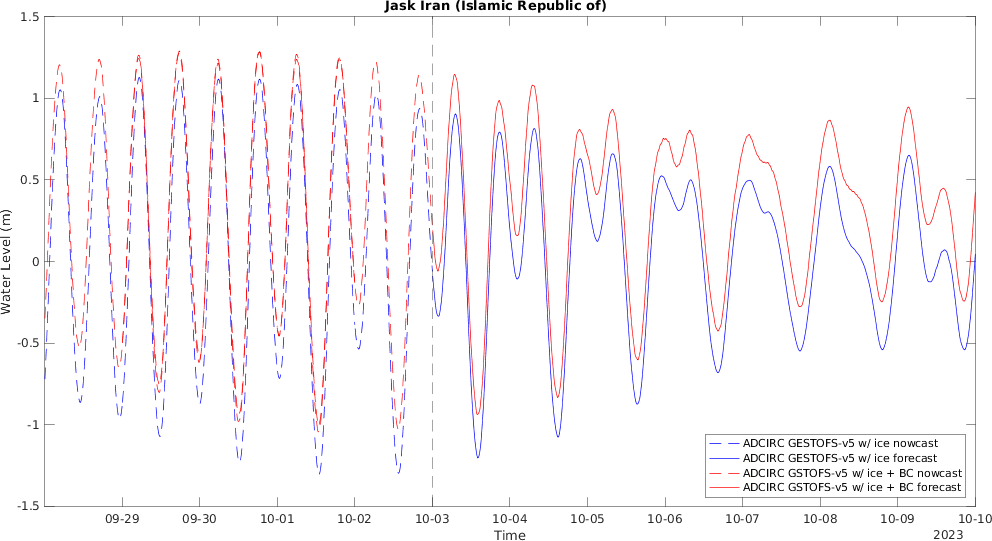 Jask Iran (Islamic Republic of)
1.5
1
0.5
0
-0.5
-1
-1.5
Water Level (m)
09-29
09-30
10-01
10-02
10-03
10-04
10-05
10-06
10-07
10-08
10-09
10-10
Time
2023
ADCIRC GESTOFS-v5 w/ ice nowcast
ADCIRC GESTOFS-v5 w/ ice forecast
ADCIRC GSTOFS-v5 w/ ice + BC nowcast
ADCIRC GSTOFS-v5 w/ ice + BC forecast